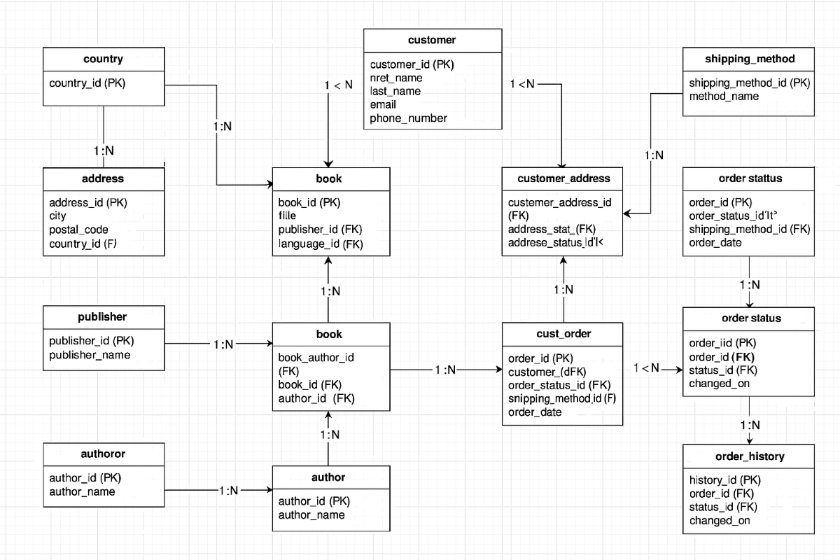 country
country_id (PK)
1:N
1:N
address
address_id (PK)
city
postal_code
country_id (F/
customer
customer_id (PK)
nret_name
last_name
email
phone_number
1 < N
1<N
shipping_method
shipping_method_id (PK)
method_name
1:N
book
book_id (PK)
publisher_id (FK)
language_id (FK)
customer_address
customer_address_id
(FK)
address_stat_(FK)
addrese_status_id'l<
order stattus
order_id (PK)
order_status_id'lt>
shipping_method_id (FK)
order_date
1:N
1:N
1:N
publisher
publisher_id (PK)
publisher_name
1:N
book
book_author_id
(FK)
book_id (FK)
author_id (FK)
1:N
cust_order
order_id (PK)
customer_(dFK)
order_status_id (FK)
snipping_method_id (F)
order_date
1<N
order status
order_iid (PK)
order_id (FK)
status_id (FK)
changed_on
1:N
1:N
authoror
author_id (PK)
author_name
1:N
author
author_id (PK)
author_name
order_history
history_id (PK)
order_id (FK)
status_id (FK)
changed_on